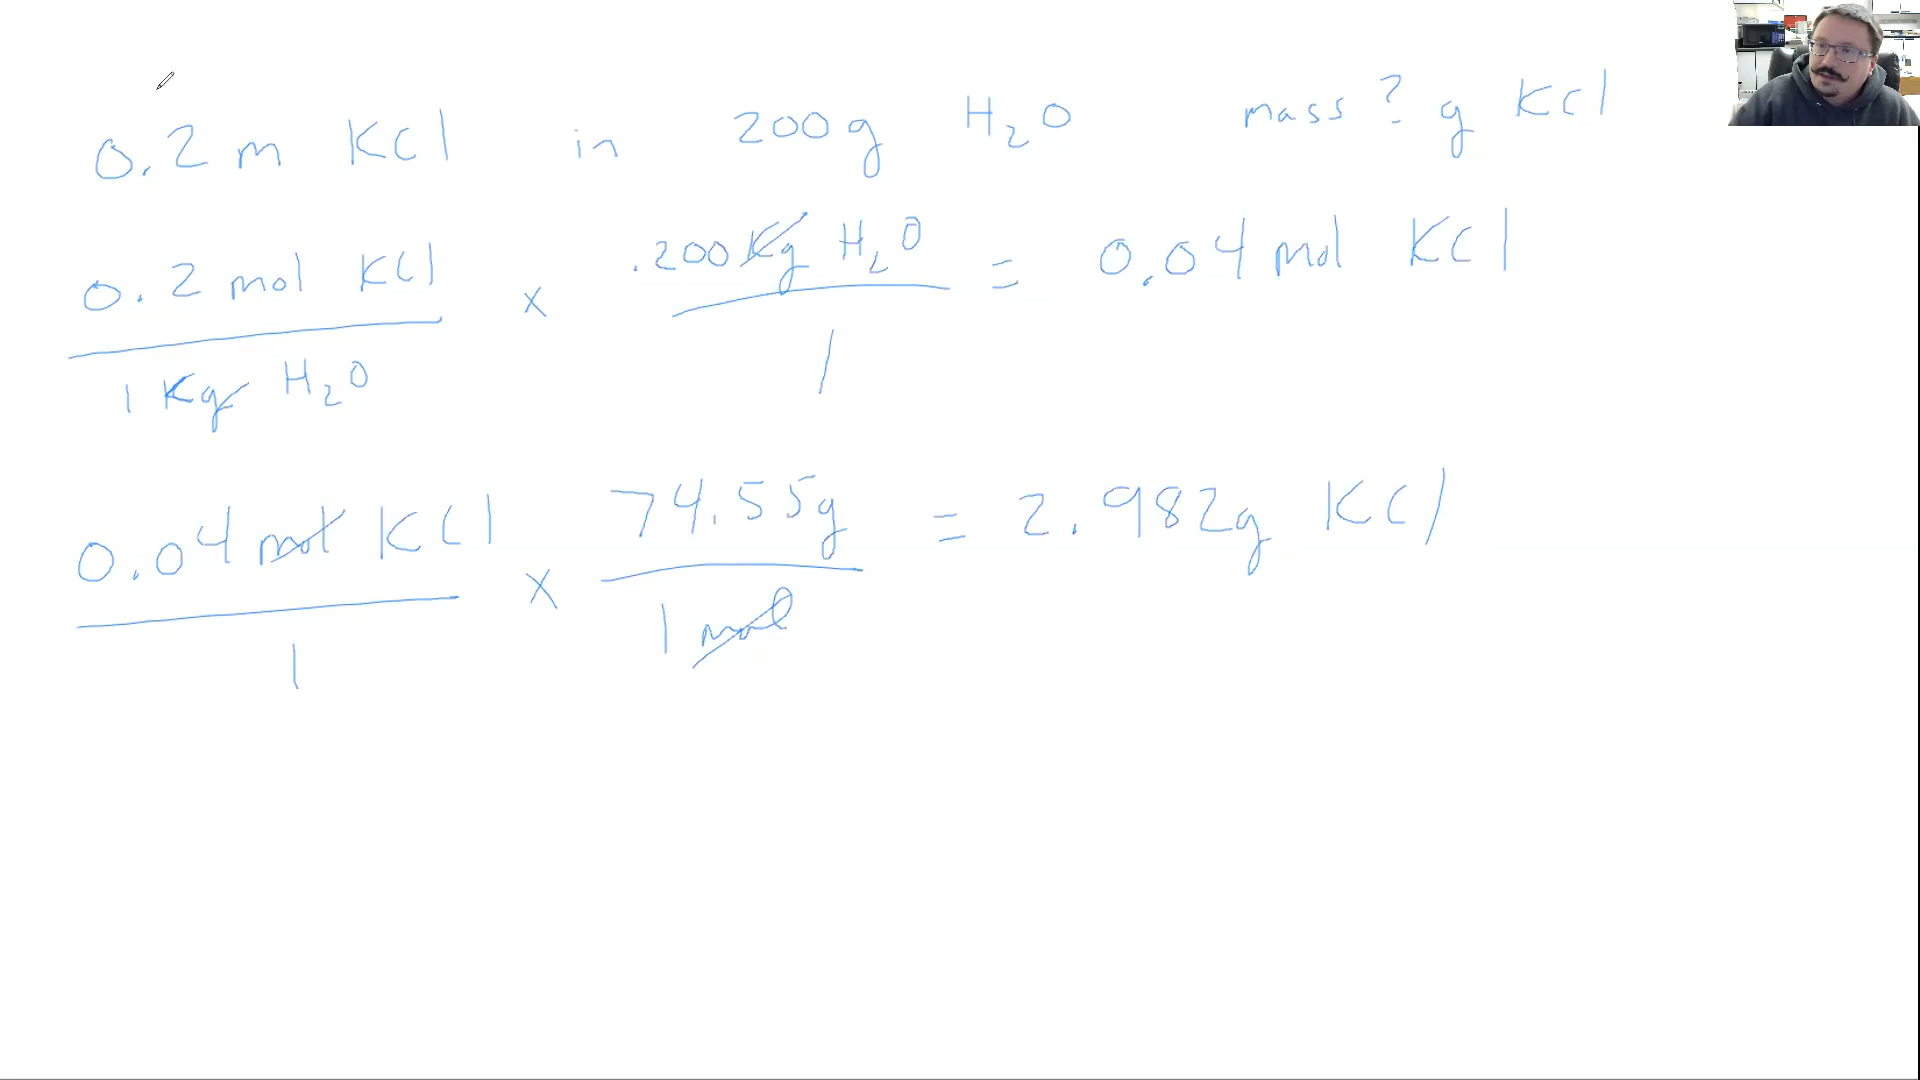 0.2 m KCl in 200g H2O mass ? g KCl
0.2 mol KCl x .200 Kg H2O = 0.04 mol KCl
1 Kg H2O 1
0.04 mol KCl x 74.55g = 2.982g KCl
1 1 mol